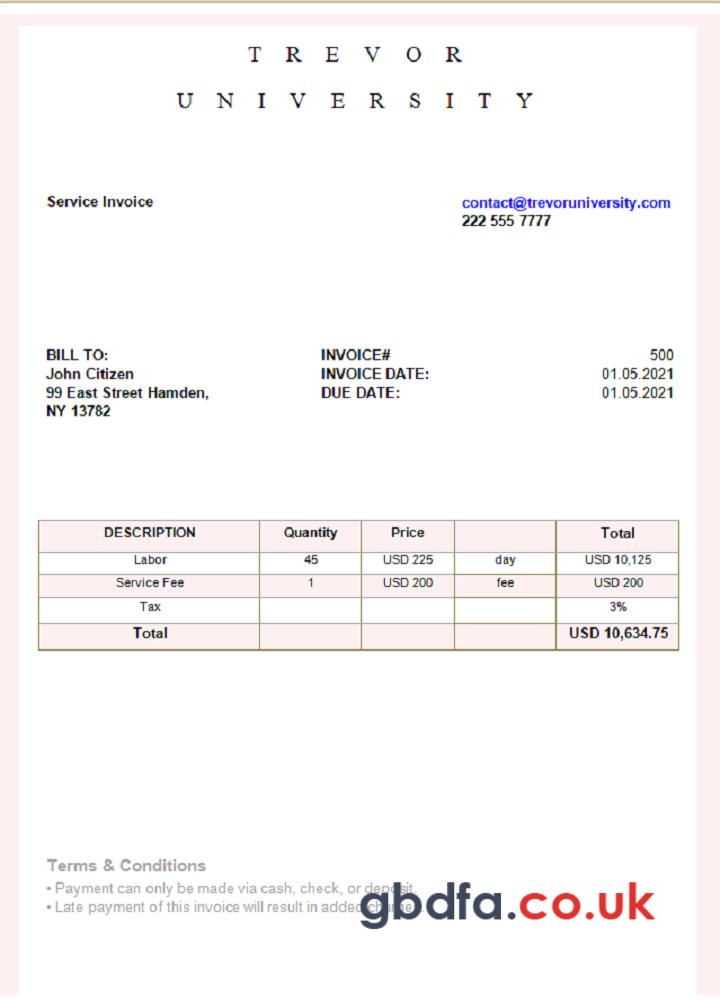 T R E V O R
U N I V E R S I T Y
Service Invoice
contact@trevoruniversity.com
222 555 7777
BILL TO:
John Citizen
99 East Street Hamden,
NY 13782
INVOICE# 500
INVOICE DATE: 01.05.2021
DUE DATE: 01.05.2021
DESCRIPTION Quantity Price Total
Labor 45 USD 225 day USD 10,125
Service Fee 1 USD 200 fee USD 200
Tax 3%
Total USD 10,634.75
Terms & Conditions
• Payment can only be made via cash, check, or deposit.
• Late payment of this invoice will result in added
gbdfa.co.uk